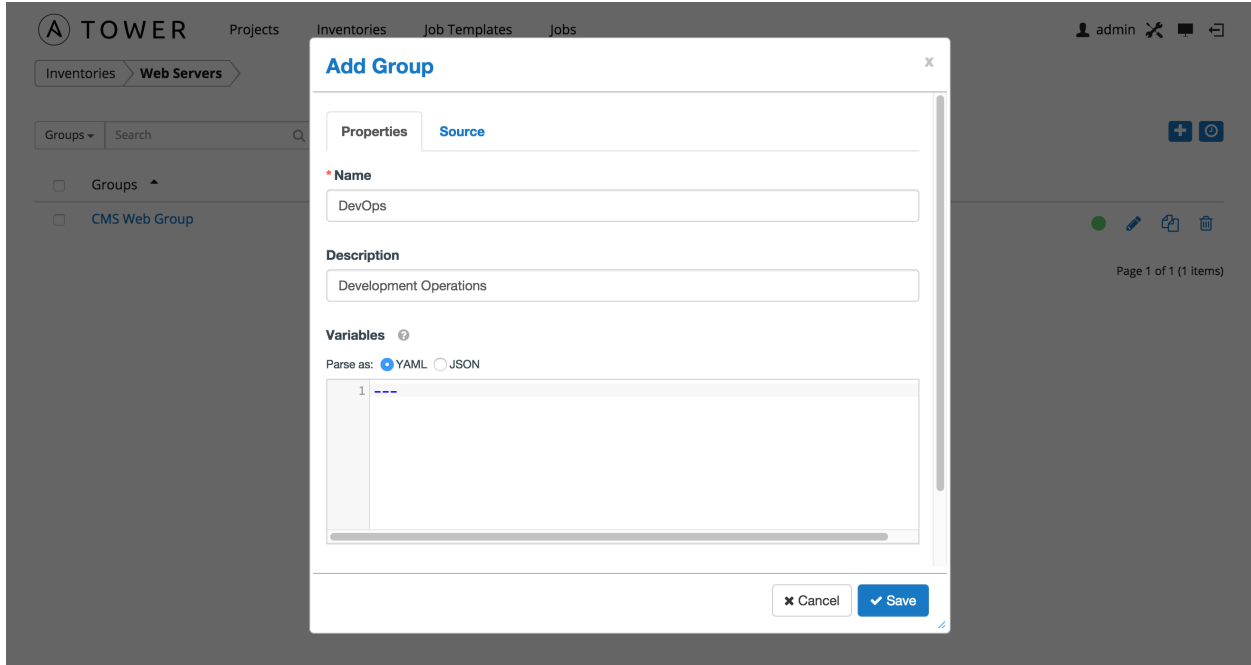 TOWER Projects Inventories Job Templates Jobs admin
Inventories Web Servers
Groups Search
Groups
CMS Web Group
Page 1 of 1 (1 items)
Add Group x
Properties Source
* Name
DevOps
Description
Development Operations
Variables ?
Parse as: YAML JSON
1 ---
Cancel Save